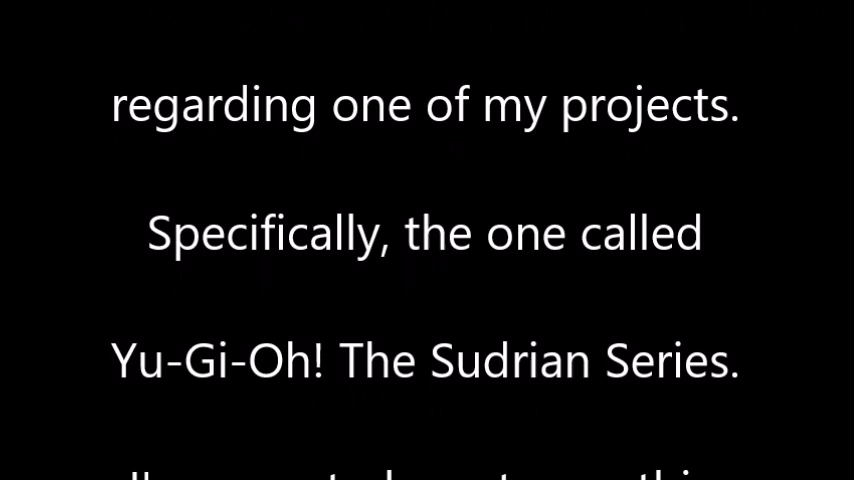 regarding one of my projects.
Specifically, the one called
Yu-Gi-Oh! The Sudrian Series.